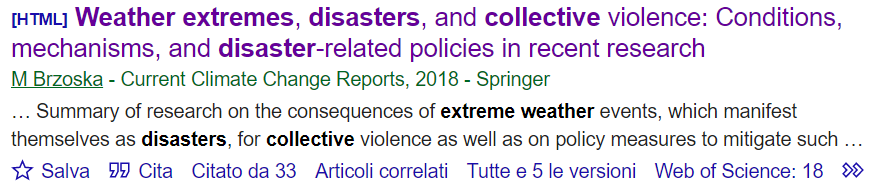 [HTML] Weather extremes, disasters, and collective violence: Conditions,
mechanisms, and disaster-related policies in recent research
M Brzoska - Current Climate Change Reports, 2018 - Springer
… Summary of research on the consequences of extreme weather events, which manifest
themselves as disasters, for collective violence as well as on policy measures to mitigate such …
Salva Cita Citato da 33 Articoli correlati Tutte e 5 le versioni Web of Science: 18